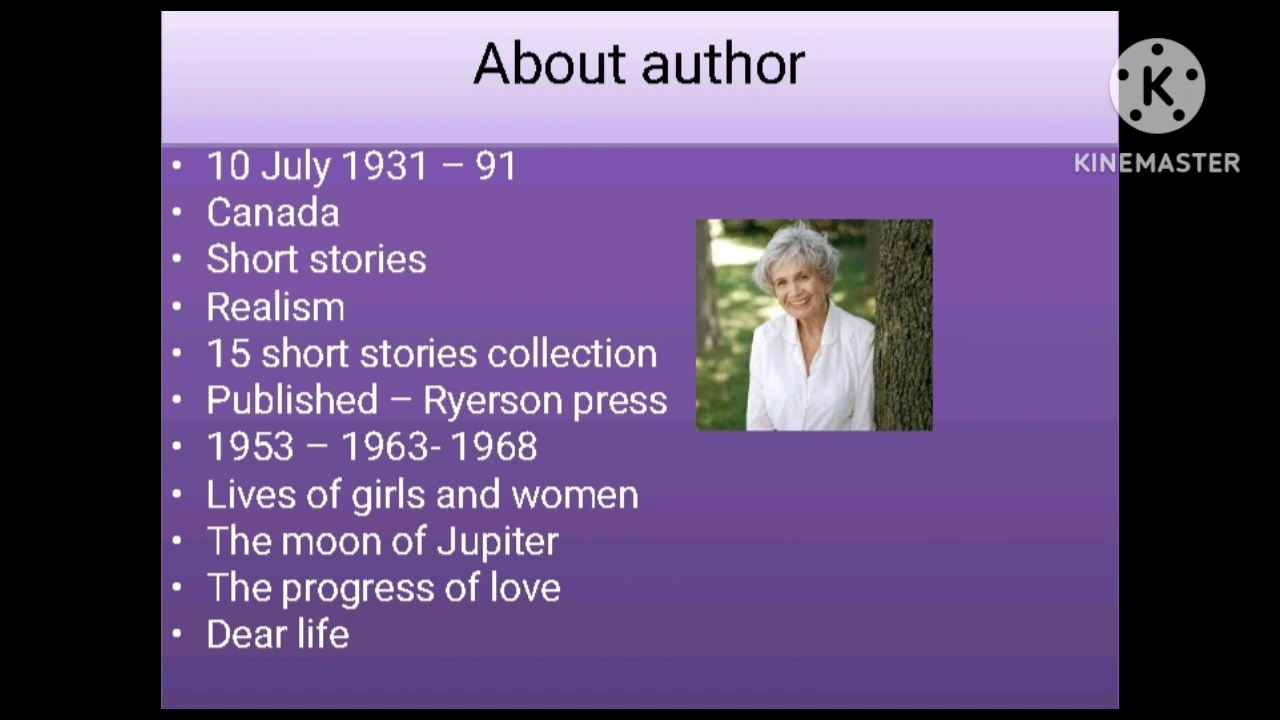 About author
K
KINEMASTER
• 10 July 1931 – 91
• Canada
• Short stories
• Realism
• 15 short stories collection
• Published – Ryerson press
• 1953 – 1963- 1968
• Lives of girls and women
• The moon of Jupiter
• The progress of love
• Dear life